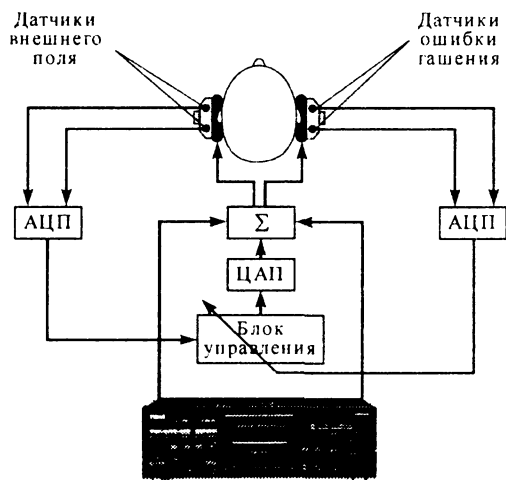 Датчики
внешнего
поля
Датчики
ошибки
гашения
АЦП
Σ
АЦП
ЦАП
Блок
управления